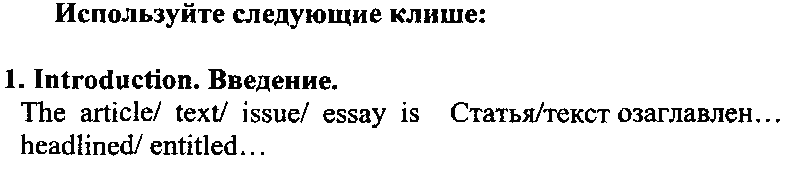 Используйте следующие клише:
1. Introduction. Введение.
The article/ text/ issue/ essay is Статья/текст озаглавлен...
headlined/ entitled...